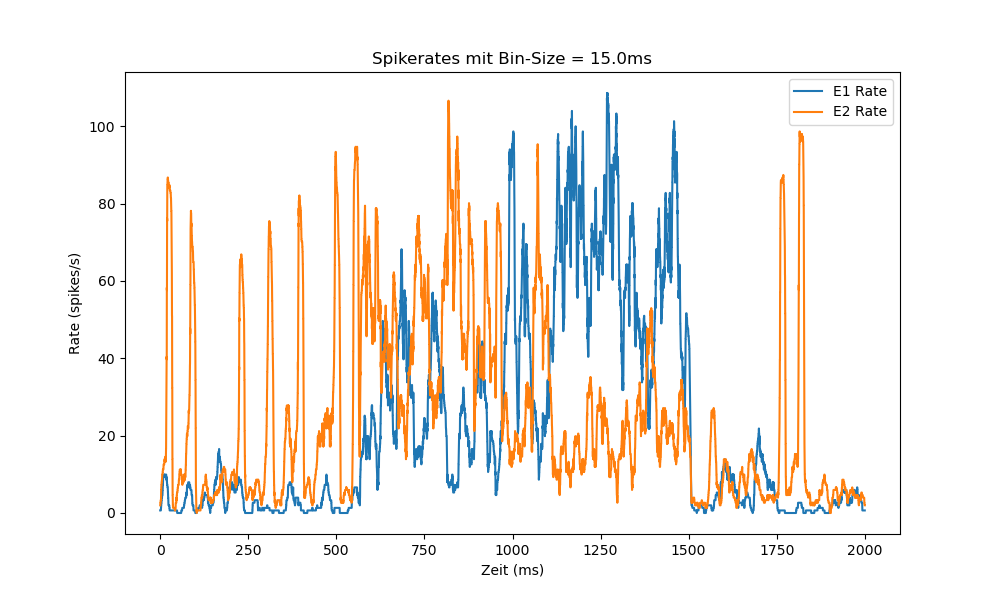 Spikerates mit Bin-Size = 15.0ms
E1 Rate
E2 Rate
Rate (spikes/s)
100
80
60
40
20
0
0 250 500 750 1000 1250 1500 1750 2000
Zeit (ms)